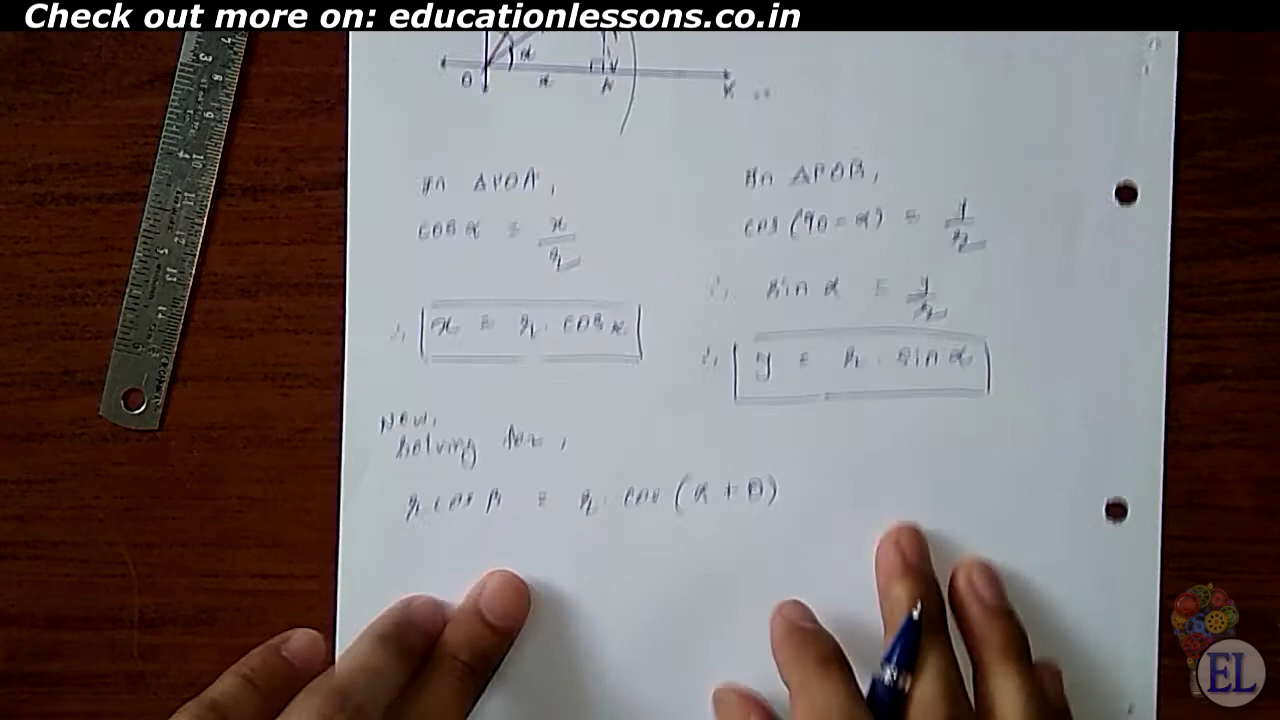 Check out more on: educationlessons.co.in
θ x A X
In ΔPOA,
cos α = x/r
∴ x = r. cos α
In ΔPOB,
cos (90 - α) = y/r
∴ sin α = y/r
∴ y = r. sin α
Now,
solving for,
r cos β = r. cos (α + θ)
EL